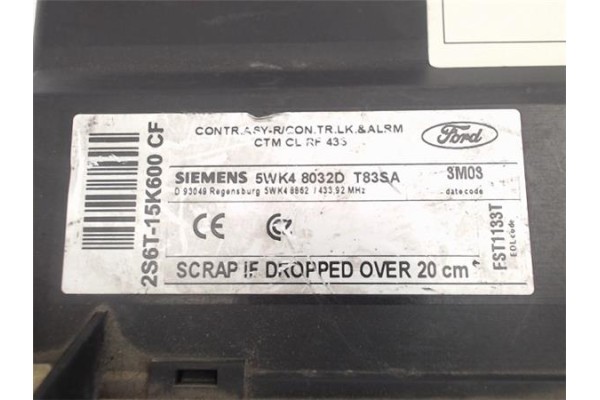 CONTR.ASY-R/CON.TR.LK.&ALRM
CTM CL RF 433
Ford
SIEMENS 5WK4 8032D T83SA
3M03
datecode
D 93049 Regensburg 5WK4 8862 / 433,92 MHz
CE
SCRAP IF DROPPED OVER 20 cm
2S6T-15K600 CF
FST1133T
EOLcode